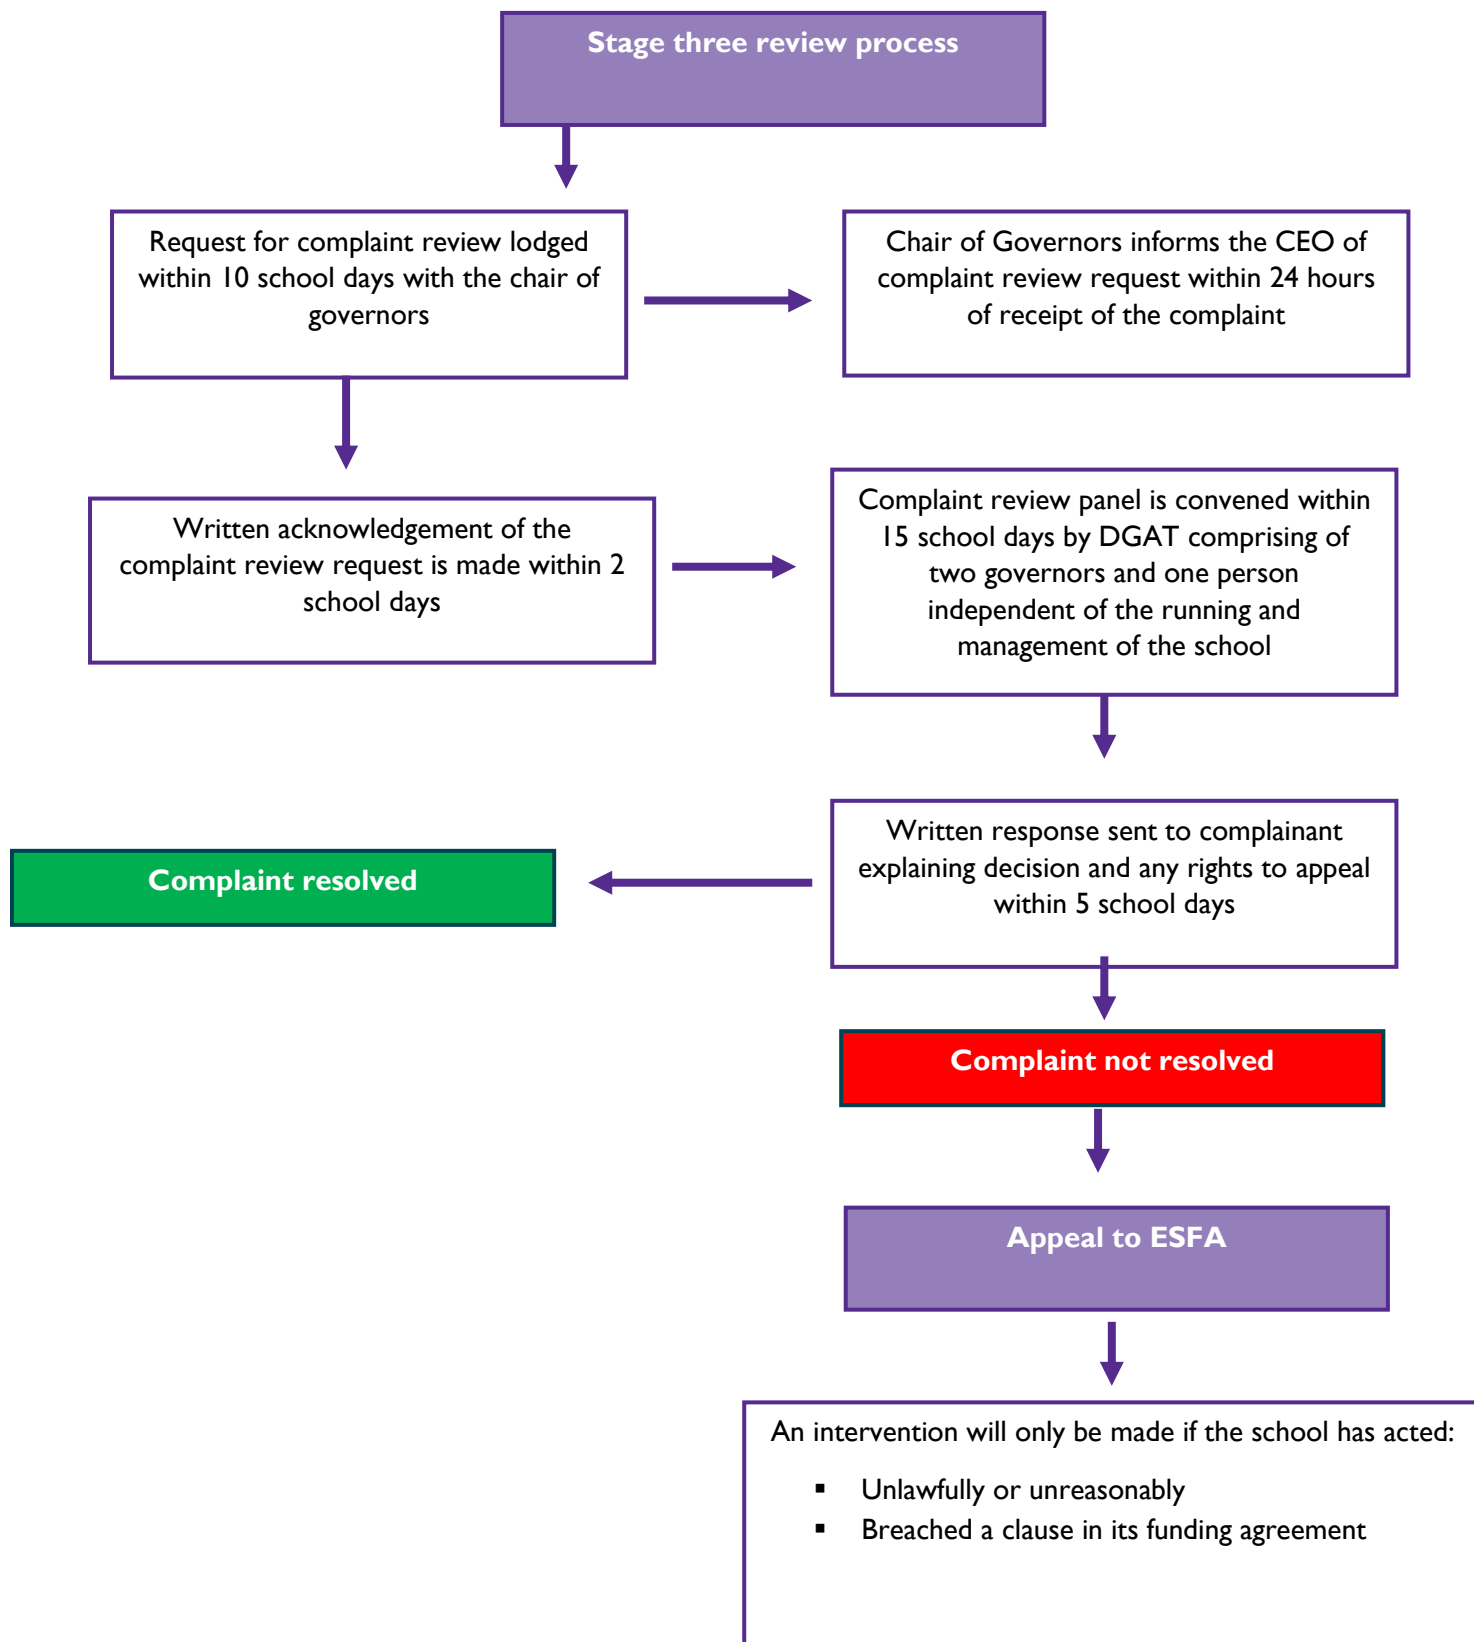 Stage three review process
Request for complaint review lodged
within 10 school days with the chair of
governors
Chair of Governors informs the CEO of
complaint review request within 24 hours
of receipt of the complaint
Written acknowledgement of the
complaint review request is made within 2
school days
Complaint review panel is convened within
15 school days by DGAT comprising of
two governors and one person
independent of the running and
management of the school
Written response sent to complainant
explaining decision and any rights to appeal
within 5 school days
Complaint resolved
Complaint not resolved
Appeal to ESFA
An intervention will only be made if the school has acted:
▪ Unlawfully or unreasonably
▪ Breached a clause in its funding agreement